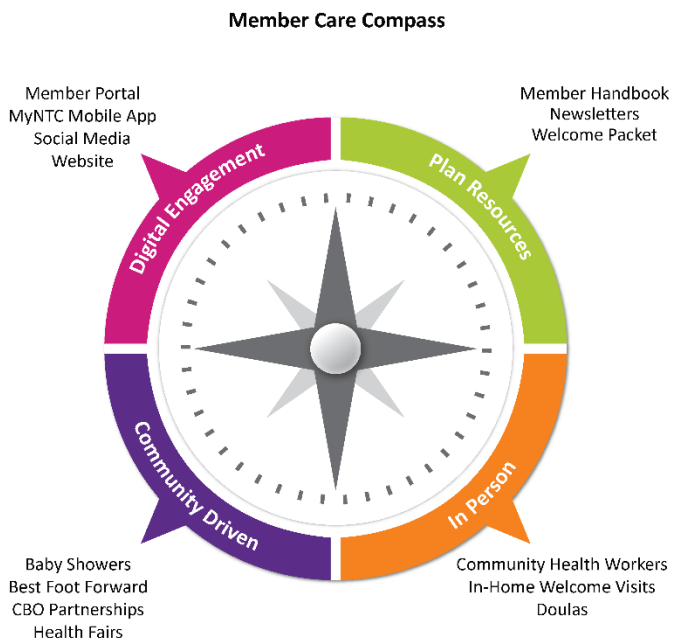 Member Care Compass
Member Portal
MyNTC Mobile App
Social Media
Website
Member Handbook
Newsletters
Welcome Packet
Digital Engagement
Plan Resources
Community Driven
In Person
Baby Showers
Best Foot Forward
CBO Partnerships
Health Fairs
Community Health Workers
In-Home Welcome Visits
Doulas